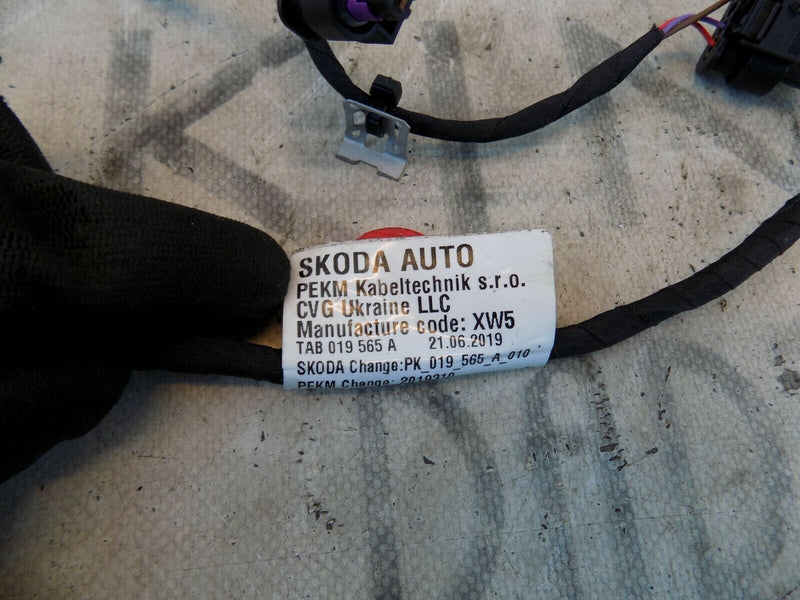 SKODA AUTO
PEKM Kabeltechnik s.r.o.
CVG Ukraine LLC
Manufacture code: XW5
TAB 019 565 A 21.06.2019
SKODA Change:PK_019_565_A_010
PEKM Change: 2019310